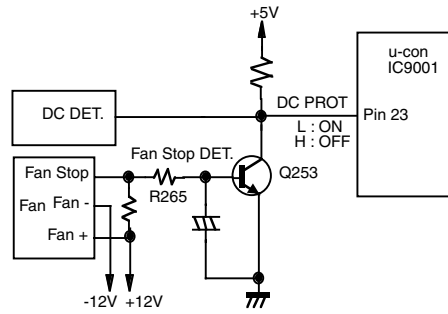 +5V
u-con
IC9001
DC DET.
DC PROT
Pin 23
L : ON
H : OFF
Fan Stop DET.
Fan Stop
R265
Q253
Fan
Fan -
Fan +
-12V
+12V